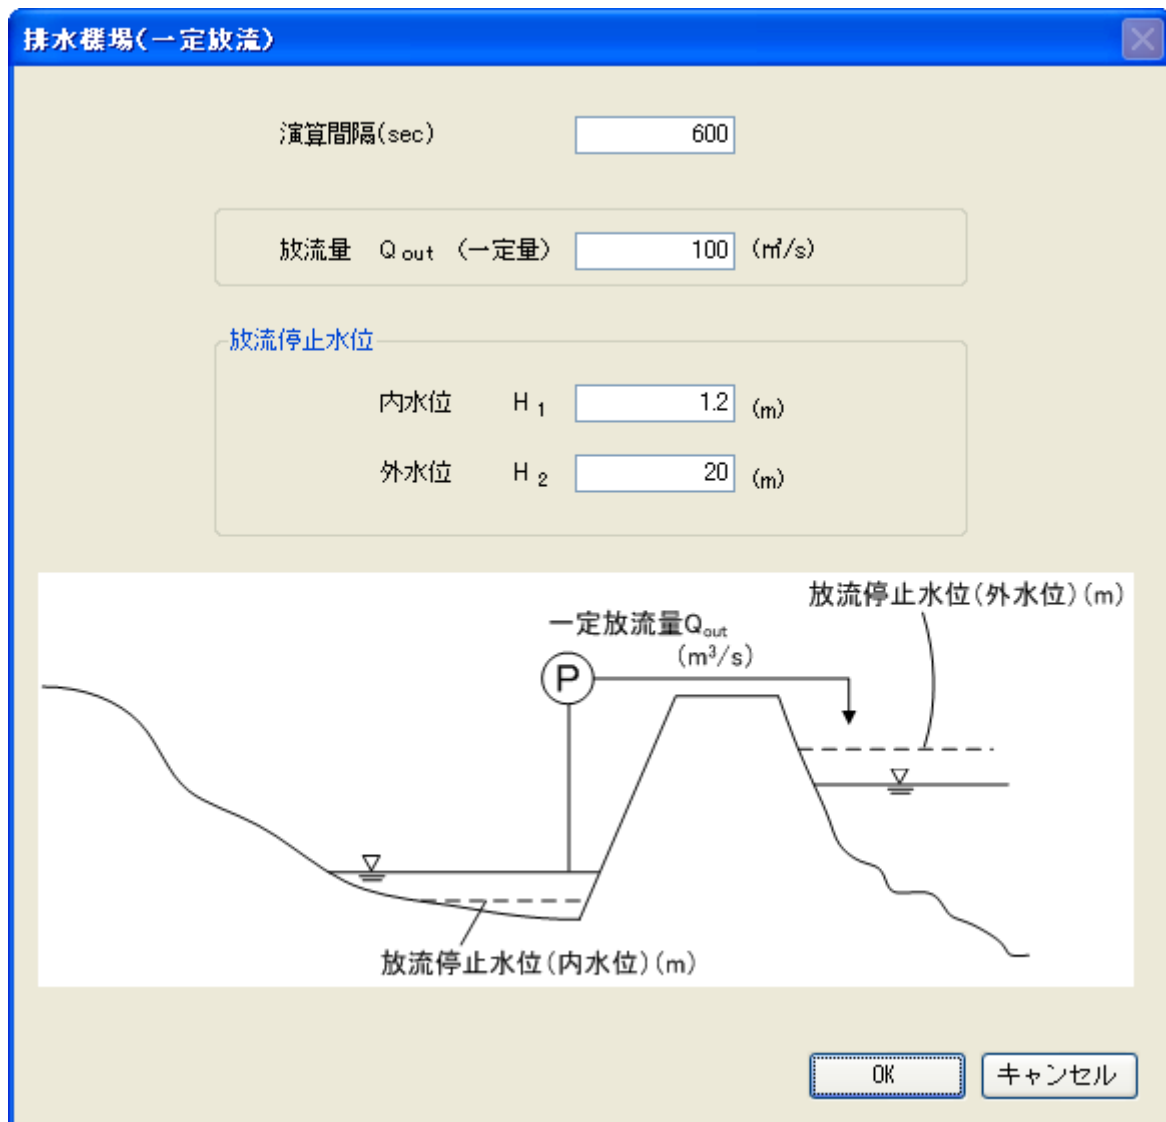 排水機場(一定放流)
演算間隔(sec) 600
放流量 Qout (一定量) 100 (㎥/s)
放流停止水位
内水位 H1 1.2 (m)
外水位 H2 20 (m)
放流停止水位(外水位)(m)
一定放流量Qout
(m³/s)
P
放流停止水位(内水位)(m)
OK キャンセル